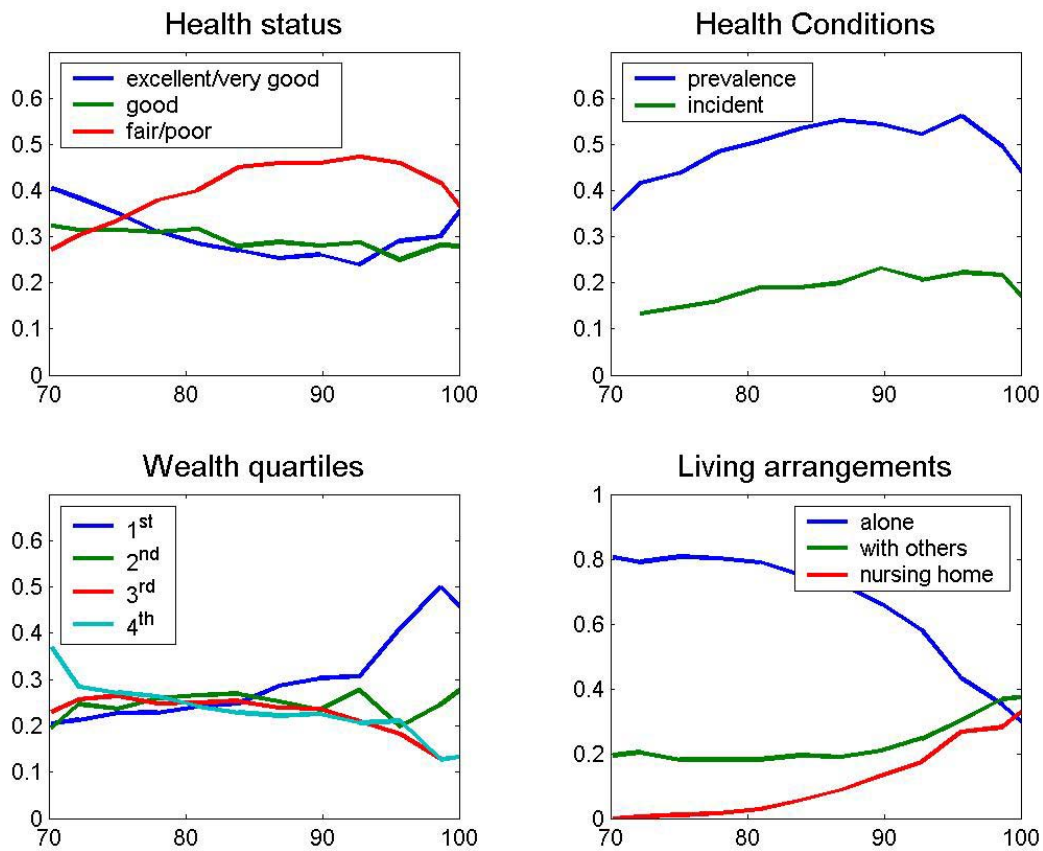 Health status
excellent/very good
good
fair/poor
0.6
0.5
0.4
0.3
0.2
0.1
0
70
80
90
100
Health Conditions
prevalence
incident
0.6
0.5
0.4
0.3
0.2
0.1
0
70
80
90
100
Wealth quartiles
1st
2nd
3rd
4th
0.6
0.5
0.4
0.3
0.2
0.1
0
70
80
90
100
Living arrangements
alone
with others
nursing home
1
0.8
0.6
0.4
0.2
0
70
80
90
100